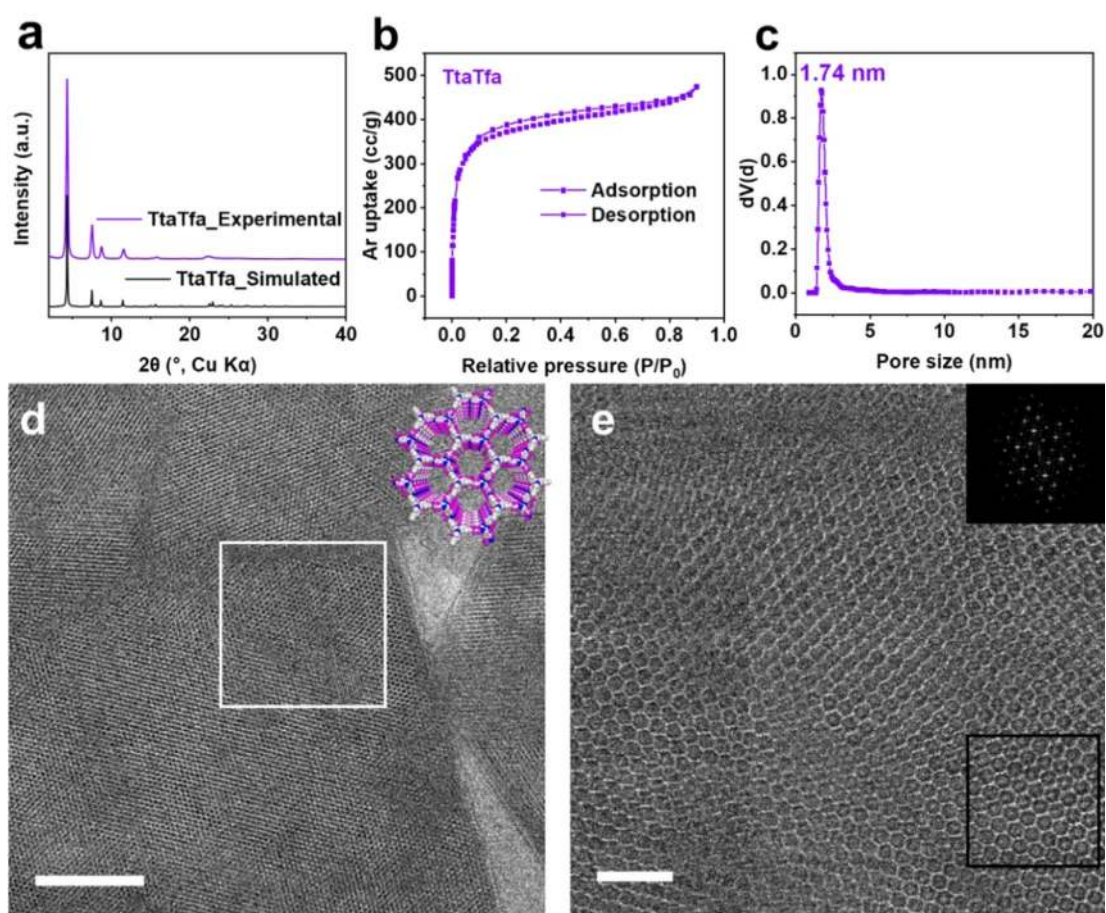 a
Intensity (a.u.)
TtaTfa_Experimental
TtaTfa_Simulated
10
20
30
40
2θ (°, Cu Kα)
b
Ar uptake (cc/g)
500
400
300
200
100
0
TtaTfa
Adsorption
Desorption
0.0
0.2
0.4
0.6
0.8
1.0
Relative pressure (P/P₀)
c
dV(d)
1.74 nm
1.0
0.8
0.6
0.4
0.2
0.0
0
5
10
15
20
Pore size (nm)
d
e